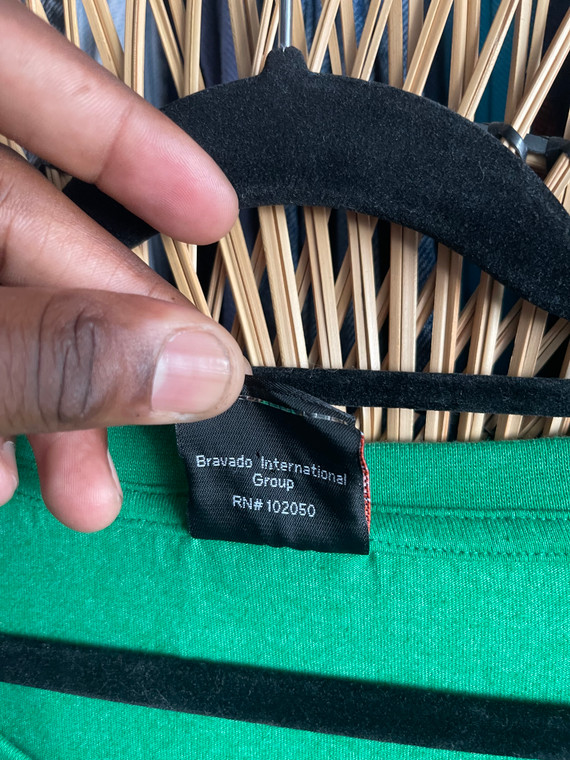 Bravado International
Group
RN# 102050